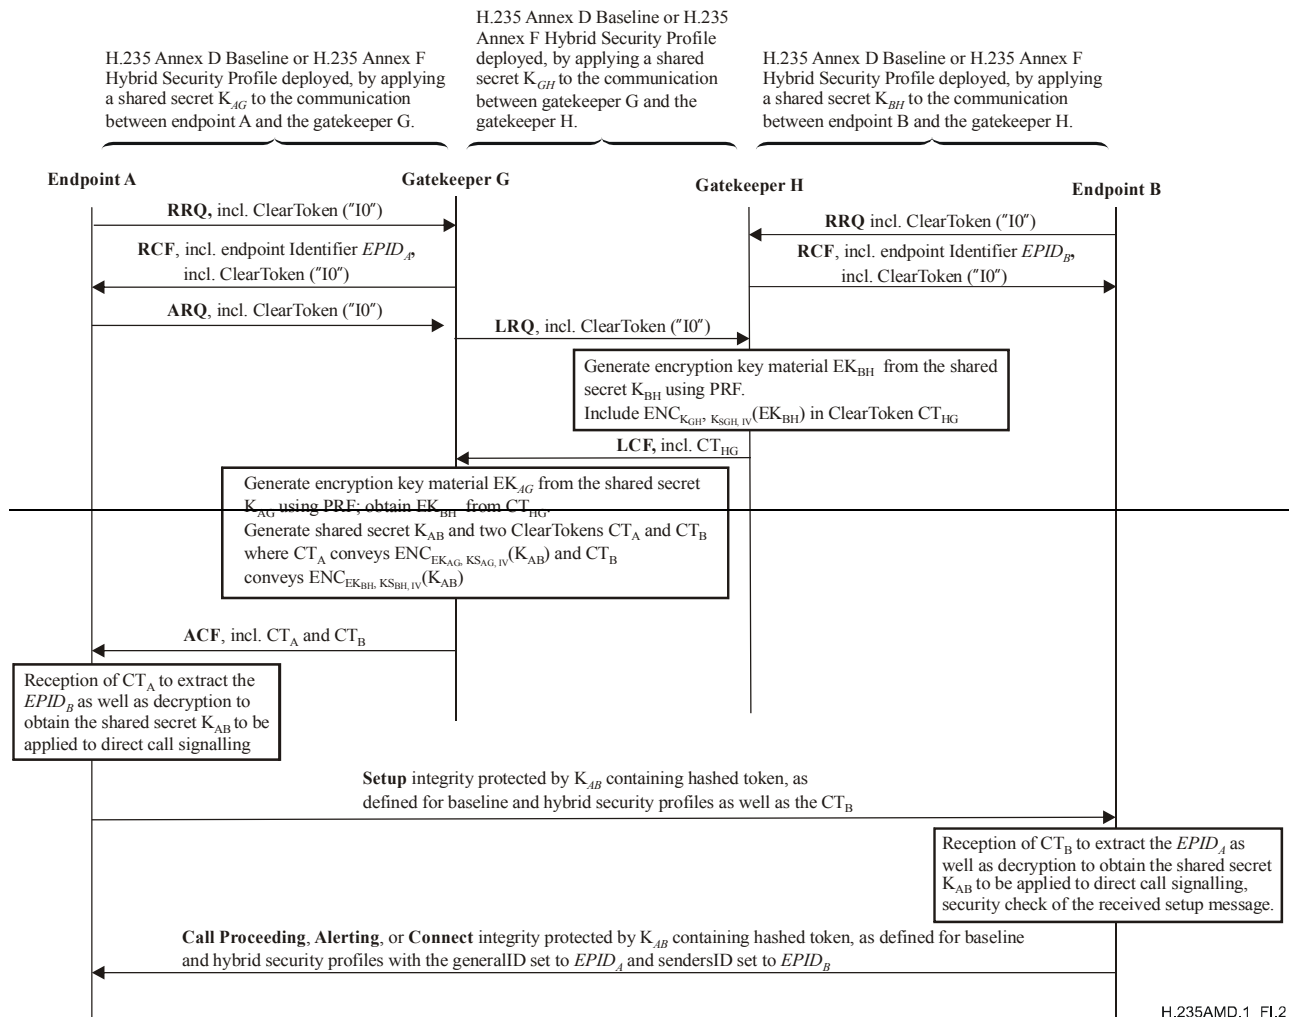 H.235 Annex D Baseline or H.235 Annex F
Hybrid Security Profile deployed, by applying
a shared secret K_AG to the communication
between endpoint A and the gatekeeper G.
H.235 Annex D Baseline or H.235
Annex F Hybrid Security Profile
deployed, by applying a shared
secret K_GH to the communication
between gatekeeper G and the
gatekeeper H.
H.235 Annex D Baseline or H.235 Annex F
Hybrid Security Profile deployed, by applying
a shared secret K_BH to the communication
between endpoint B and the gatekeeper H.
Endpoint A
Gatekeeper G
Gatekeeper H
Endpoint B
RRQ, incl. ClearToken ("I0")
RRQ incl. ClearToken ("I0")
RCF, incl. endpoint Identifier EPID_A,
incl. ClearToken ("I0")
RCF, incl. endpoint Identifier EPID_B,
incl. ClearToken ("I0")
ARQ, incl. ClearToken ("I0")
LRQ, incl. ClearToken ("I0")
Generate encryption key material EK_BH from the shared
secret K_BH using PRF.
Include ENC_K_GH, K_SGH, IV(EK_BH) in ClearToken CT_HG
LCF, incl. CT_HG
Generate encryption key material EK_AG from the shared secret
K_AG using PRF; obtain EK_BH from CT_HG.
Generate shared secret K_AB and two ClearTokens CT_A and CT_B
where CT_A conveys ENC_EK_AG, KS_AG, IV(K_AB) and CT_B
conveys ENC_EK_BH, KS_BH, IV(K_AB)
ACF, incl. CT_A and CT_B
Reception of CT_A to extract the
EPID_B as well as decryption to
obtain the shared secret K_AB to be
applied to direct call signalling
Setup integrity protected by K_AB containing hashed token, as
defined for baseline and hybrid security profiles as well as the CT_B
Reception of CT_B to extract the EPID_A as
well as decryption to obtain the shared secret
K_AB to be applied to direct call signalling,
security check of the received setup message.
Call Proceeding, Alerting, or Connect integrity protected by K_AB containing hashed token, as defined for baseline
and hybrid security profiles with the generalID set to EPID_A and sendersID set to EPID_B
H.235AMD.1_FI.2